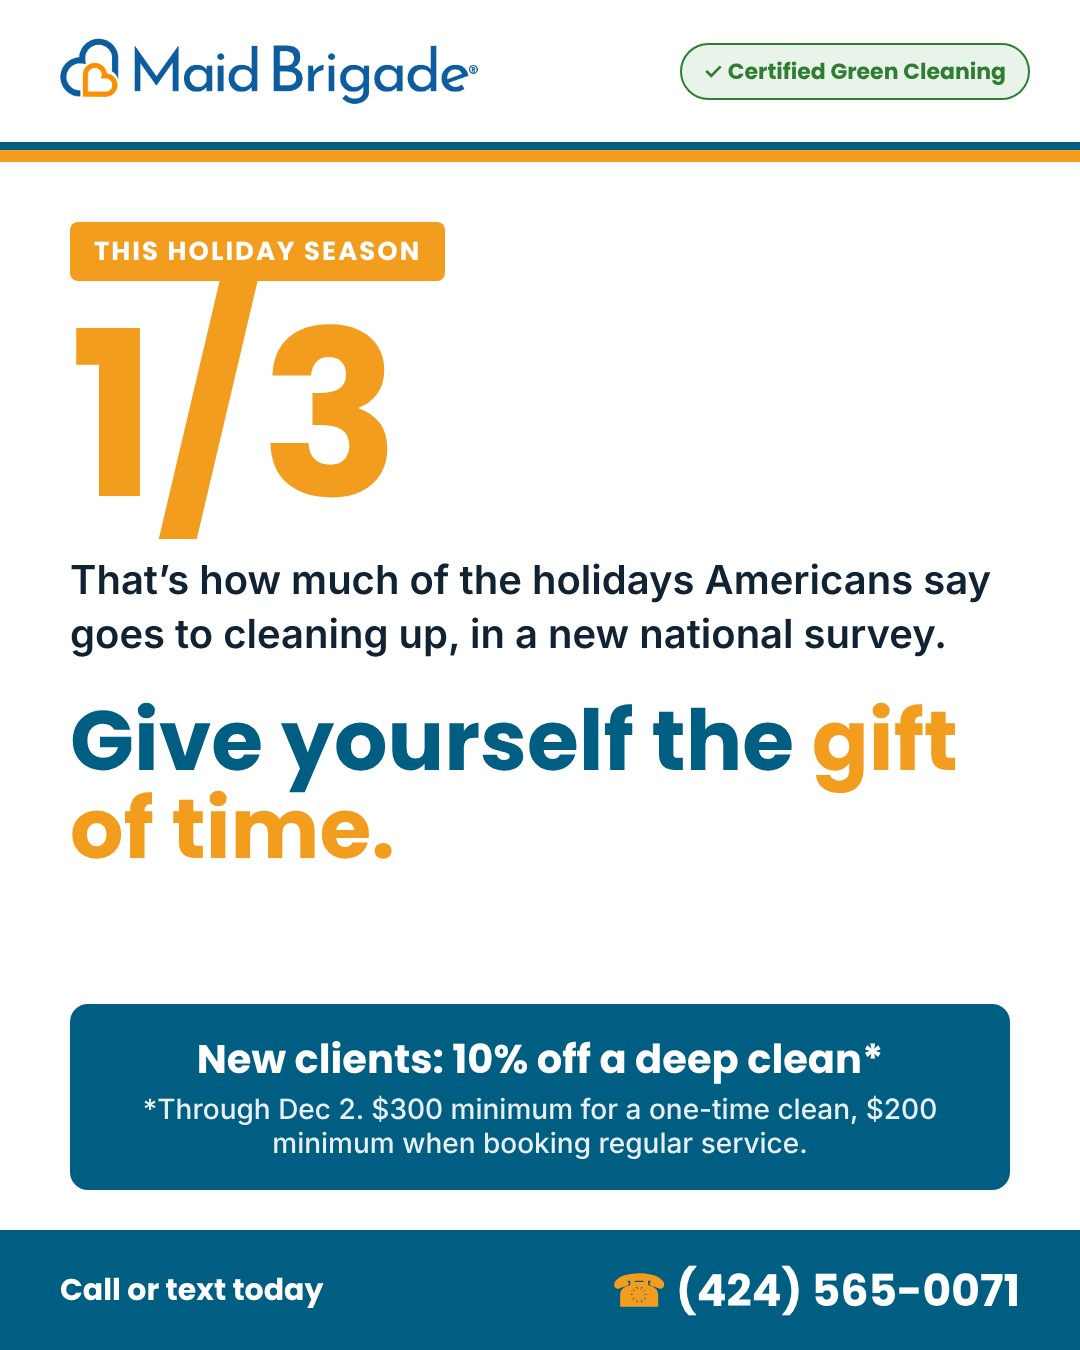 Maid Brigade®
✓ Certified Green Cleaning
THIS HOLIDAY SEASON
1/3
That’s how much of the holidays Americans say
goes to cleaning up, in a new national survey.
Give yourself the gift
of time.
New clients: 10% off a deep clean*
*Through Dec 2. $300 minimum for a one-time clean, $200
minimum when booking regular service.
Call or text today
☎ (424) 565-0071